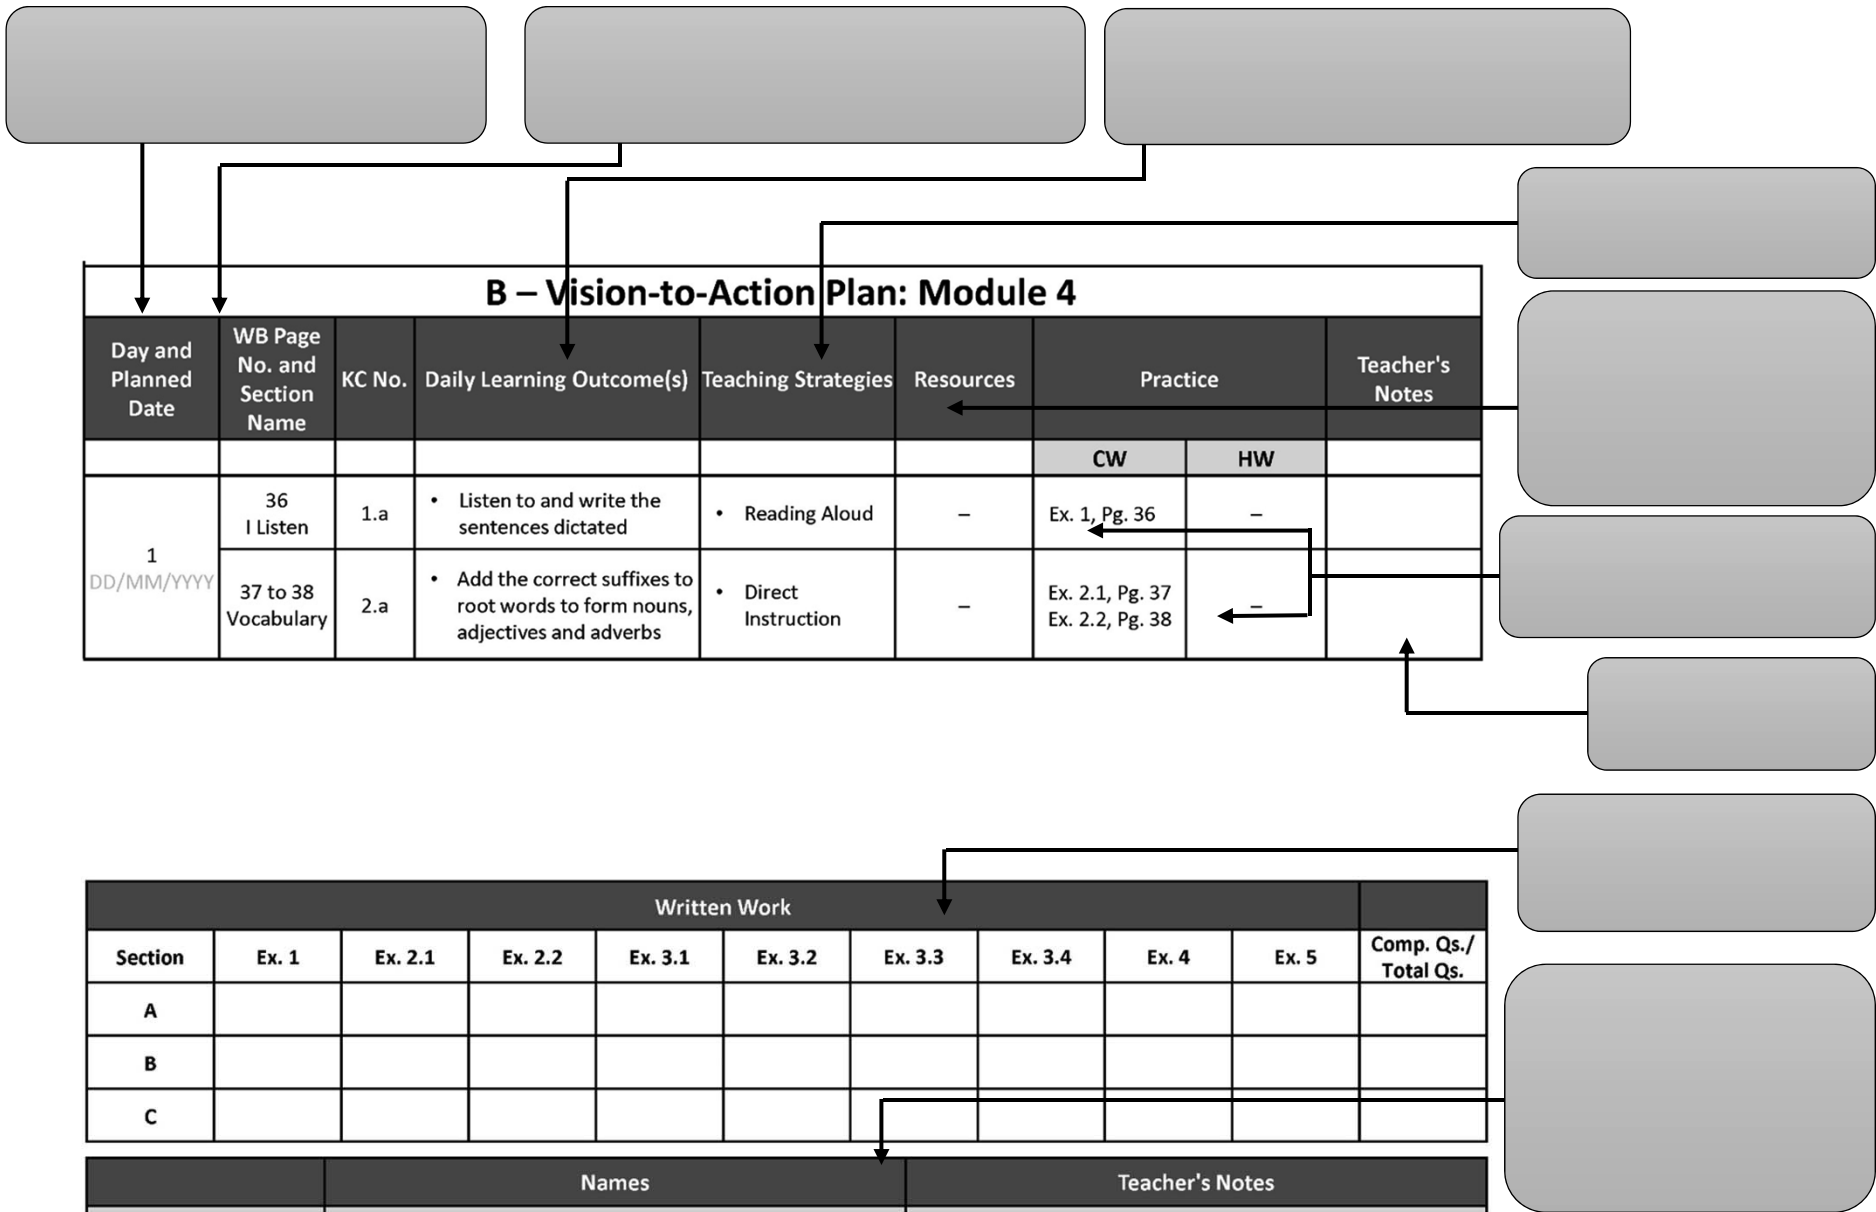 B – Vision-to-Action Plan: Module 4
Day and
Planned
Date
WB Page
No. and
Section
Name
KC No.
Daily Learning Outcome(s)
Teaching Strategies
Resources
Practice
Teacher's
Notes
CW
HW
1
DD/MM/YYYY
36
I Listen
1.a
• Listen to and write the
sentences dictated
• Reading Aloud
–
Ex. 1, Pg. 36
–
37 to 38
Vocabulary
2.a
• Add the correct suffixes to
root words to form nouns,
adjectives and adverbs
• Direct
Instruction
–
Ex. 2.1, Pg. 37
Ex. 2.2, Pg. 38
–
Written Work
Section
Ex. 1
Ex. 2.1
Ex. 2.2
Ex. 3.1
Ex. 3.2
Ex. 3.3
Ex. 3.4
Ex. 4
Ex. 5
Comp. Qs./
Total Qs.
A
B
C
Names
Teacher's Notes